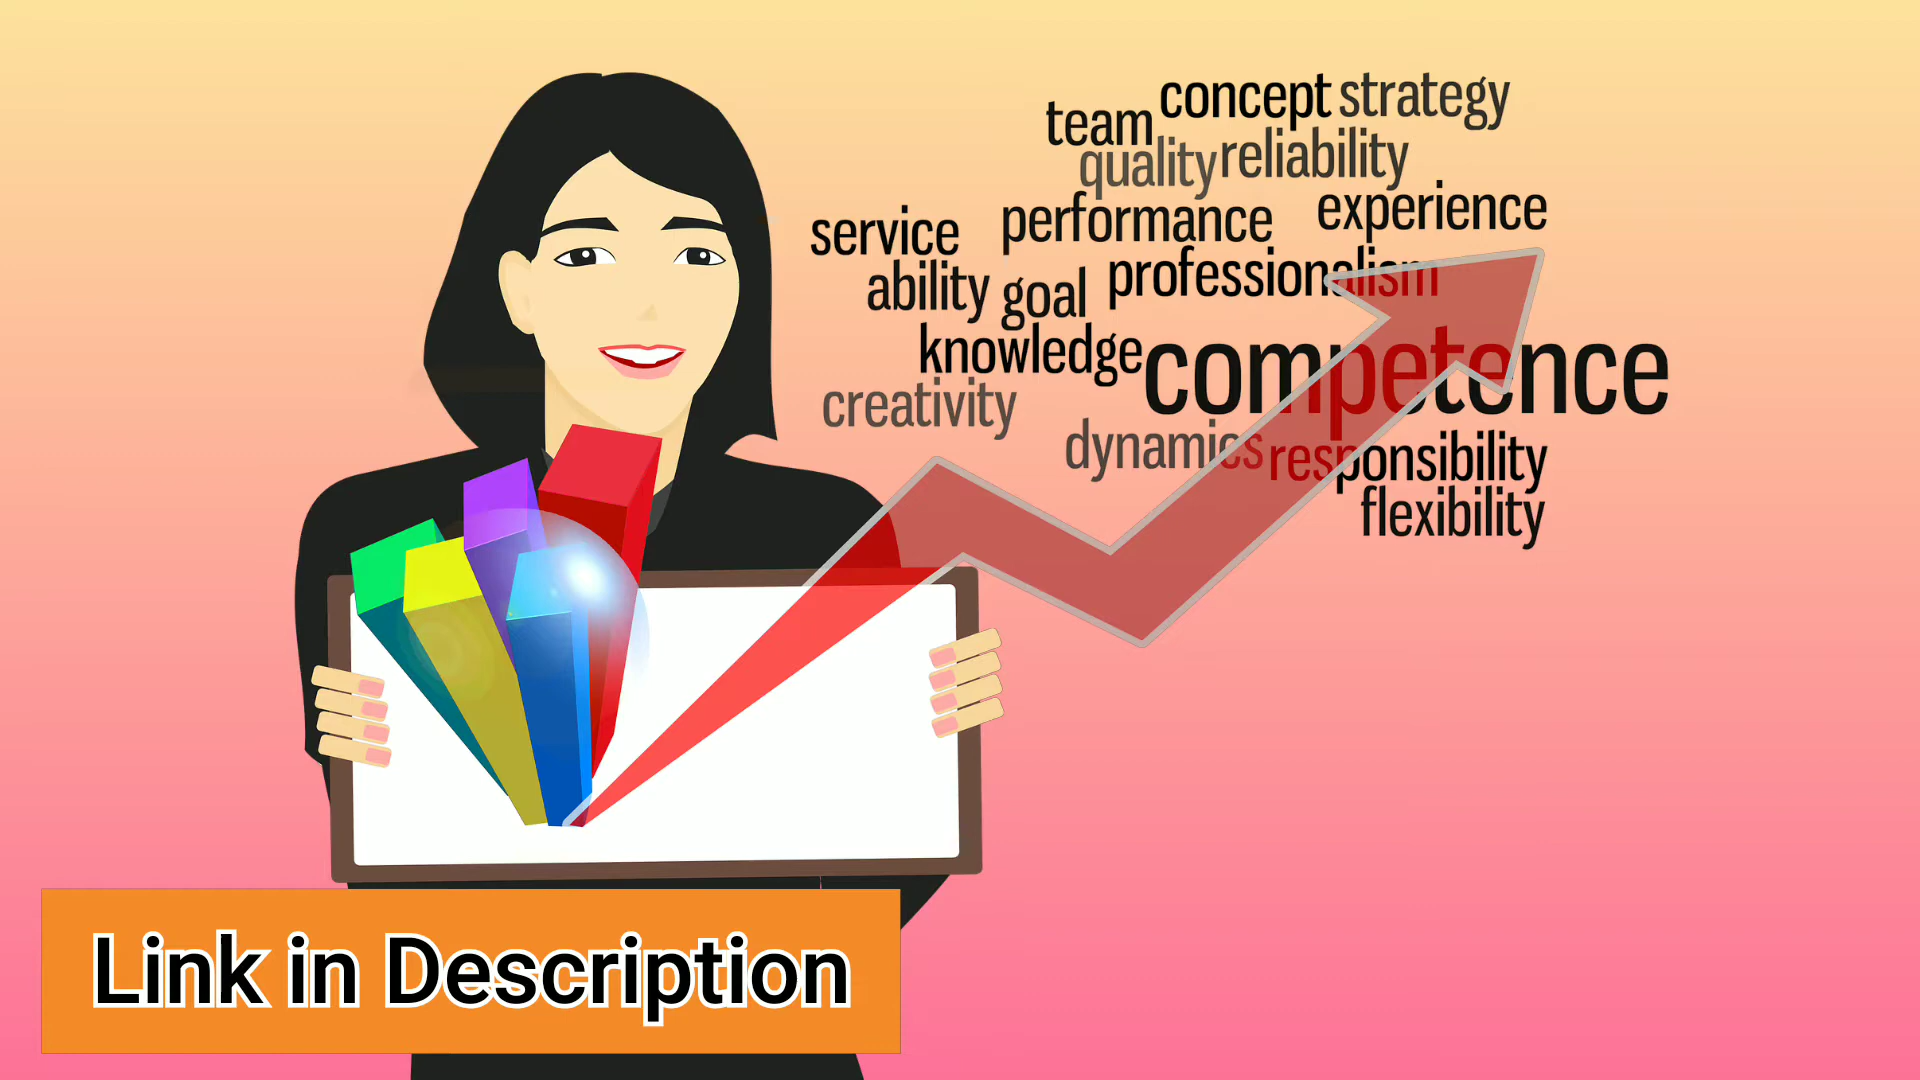 concept strategy
team
quality reliability
service performance experience
ability goal professionalism
knowledge competence
creativity
dynamics responsibility
flexibility
Link in Description